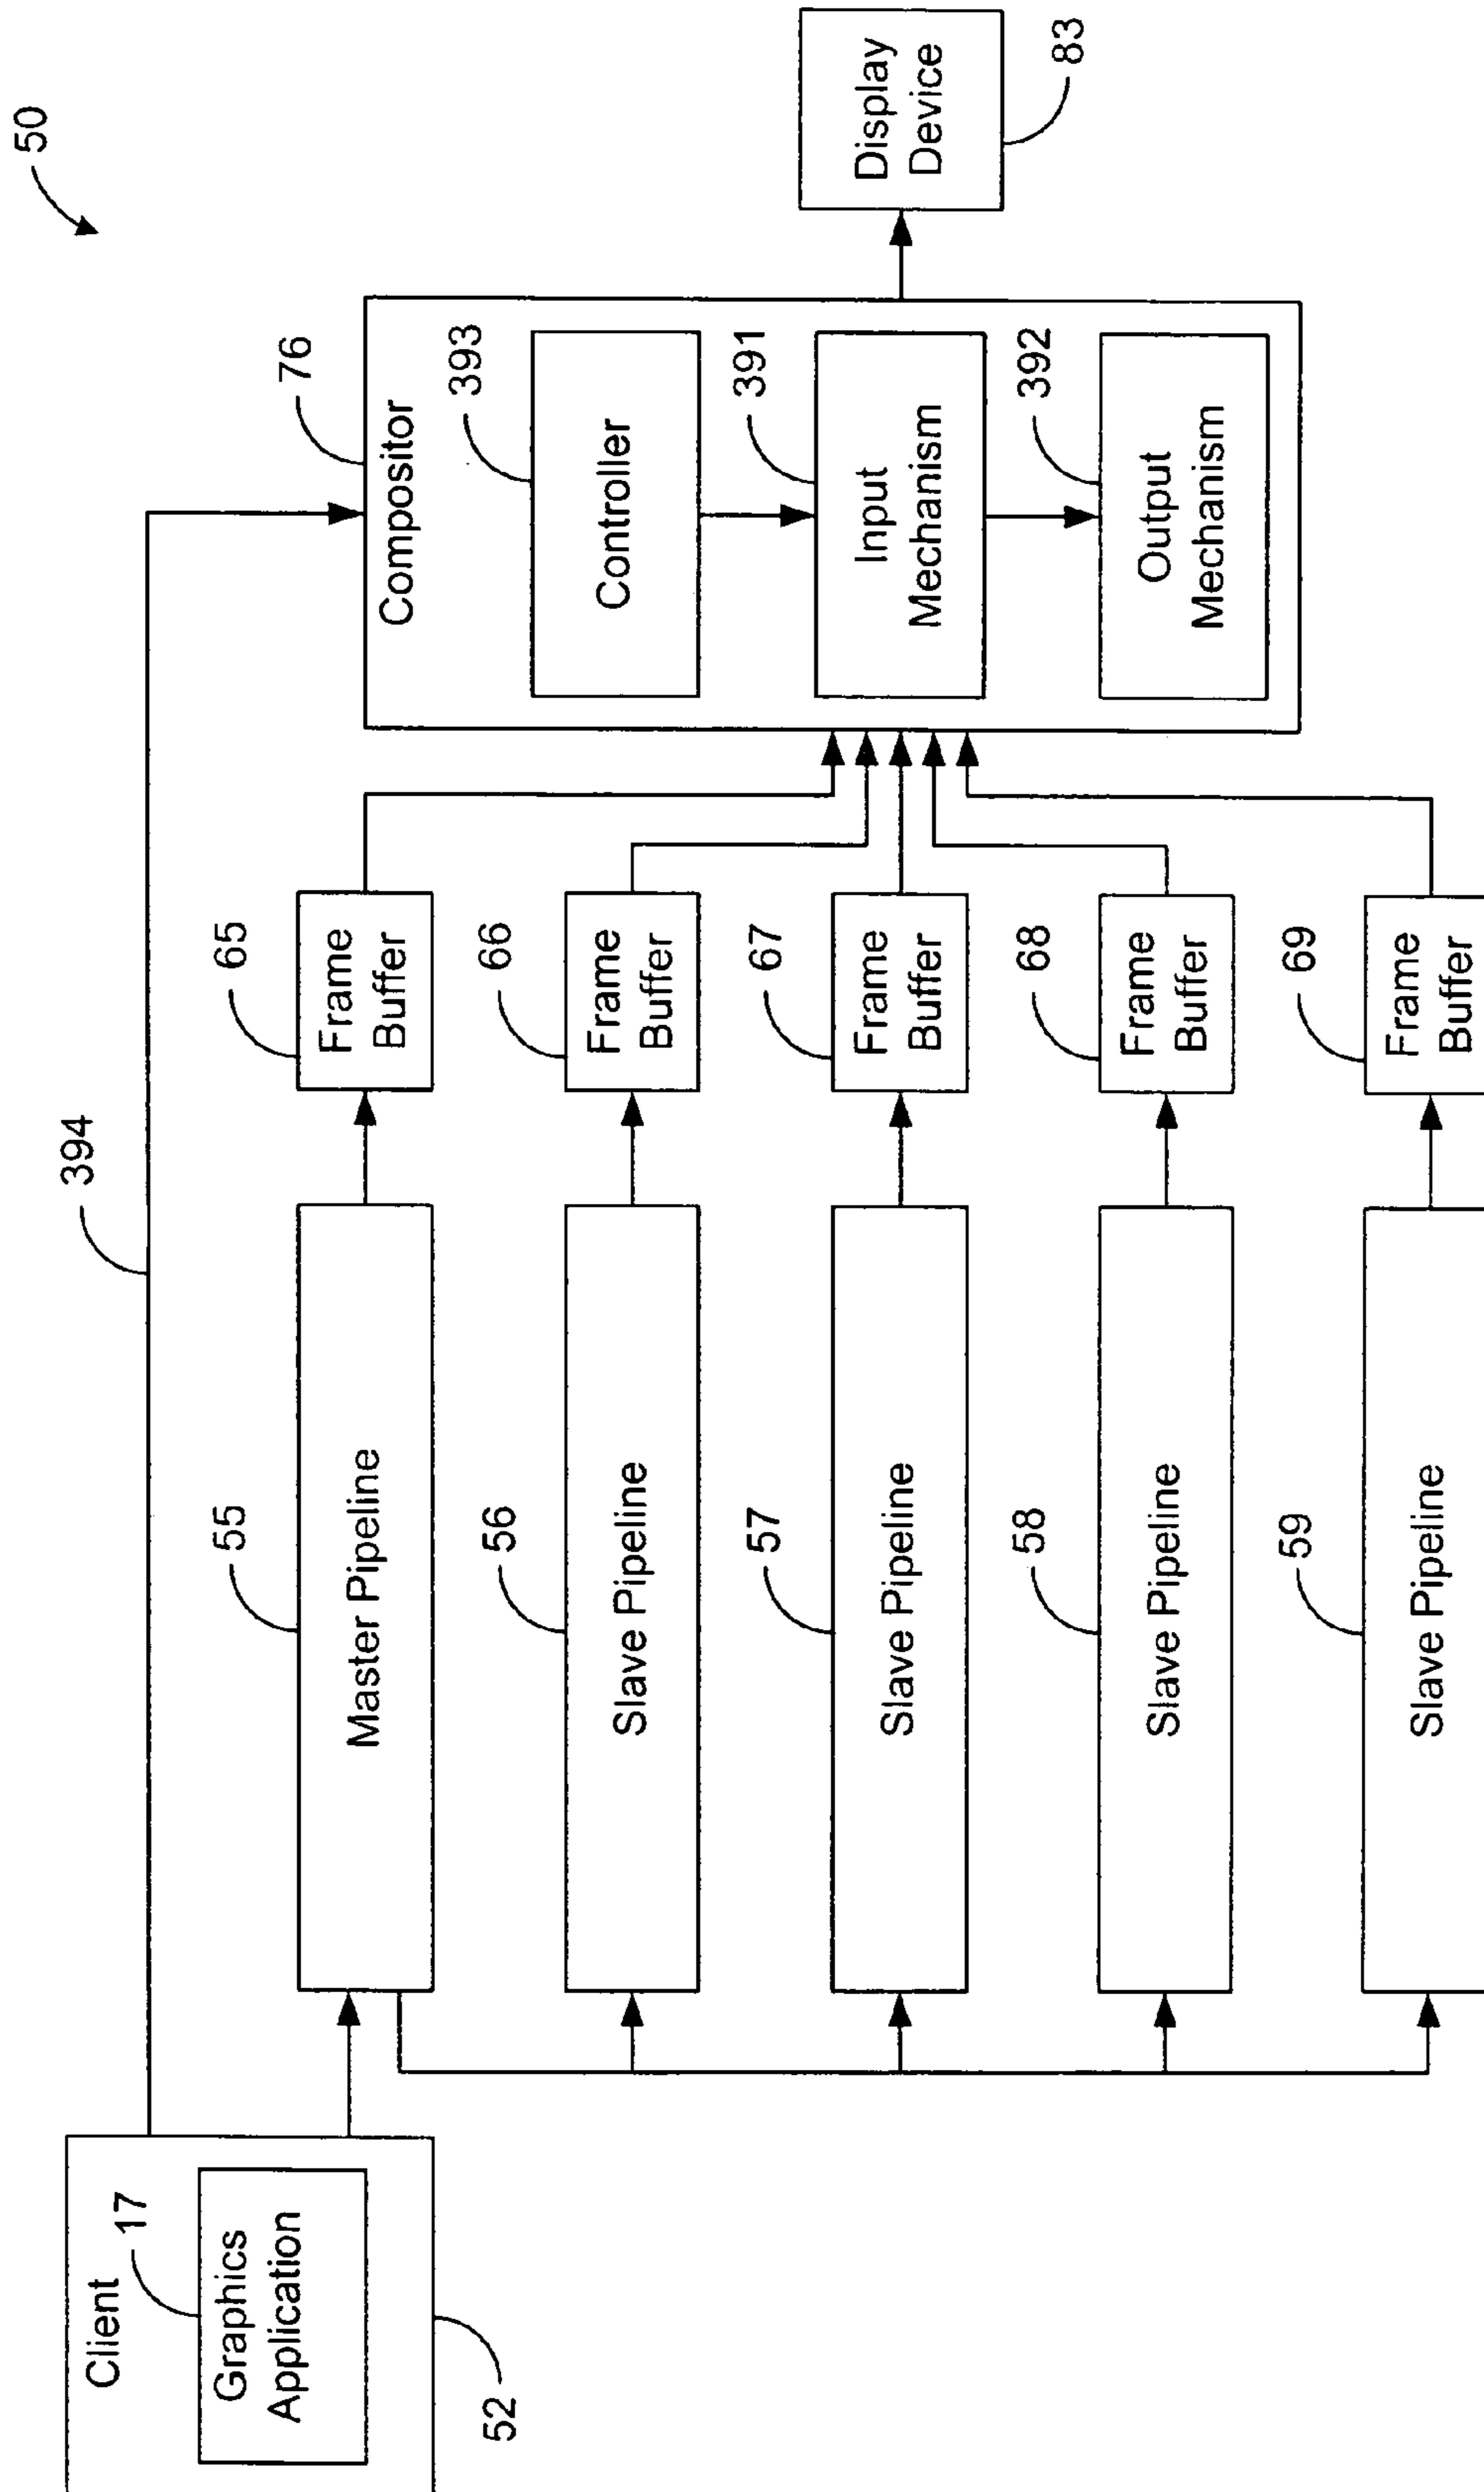 50
Client
17
Graphics
Application
52
394
55
Master Pipeline
65
Frame
Buffer
56
Slave Pipeline
66
Frame
Buffer
57
Slave Pipeline
67
Frame
Buffer
58
Slave Pipeline
68
Frame
Buffer
59
Slave Pipeline
69
Frame
Buffer
76
Compositor
393
Controller
391
Input
Mechanism
392
Output
Mechanism
Display
Device
83